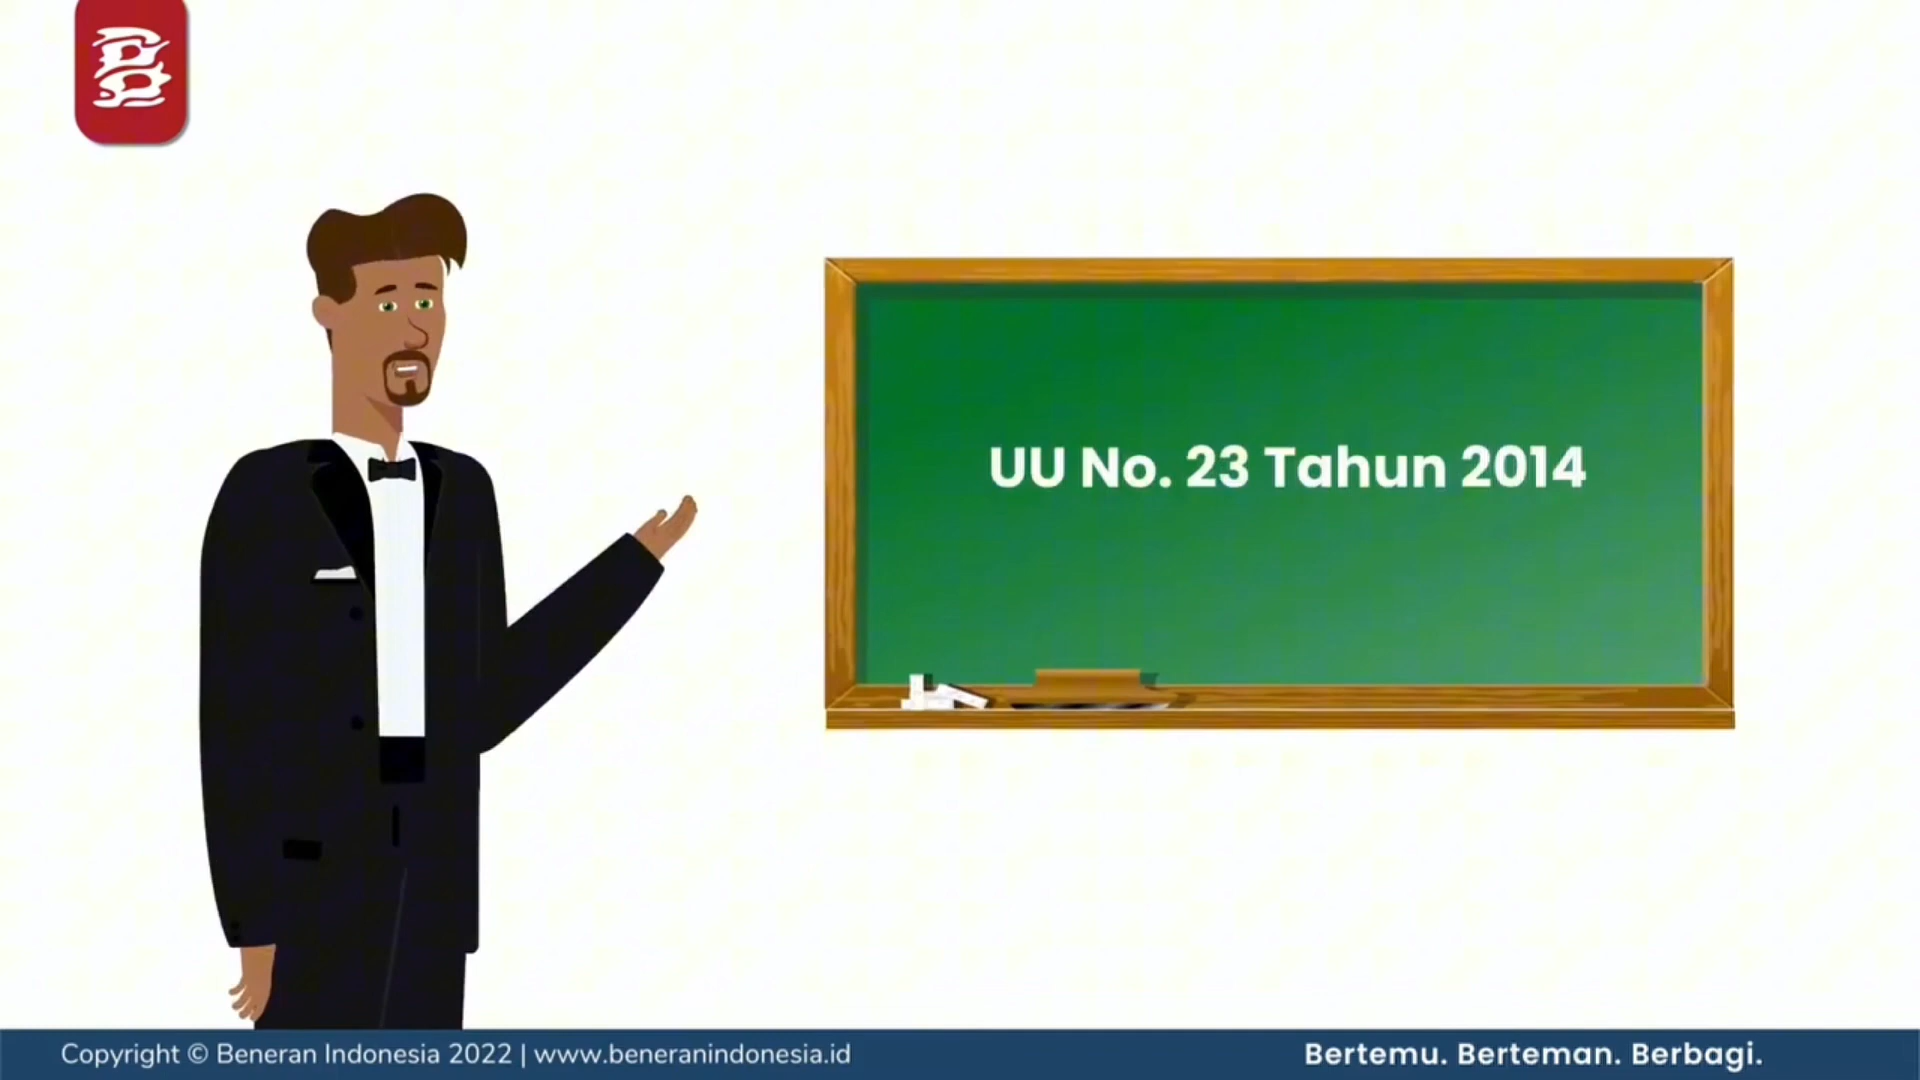 UU No. 23 Tahun 2014
Copyright © Beneran Indonesia 2022 | www.beneranindonesia.id
Bertemu. Berteman. Berbagi.